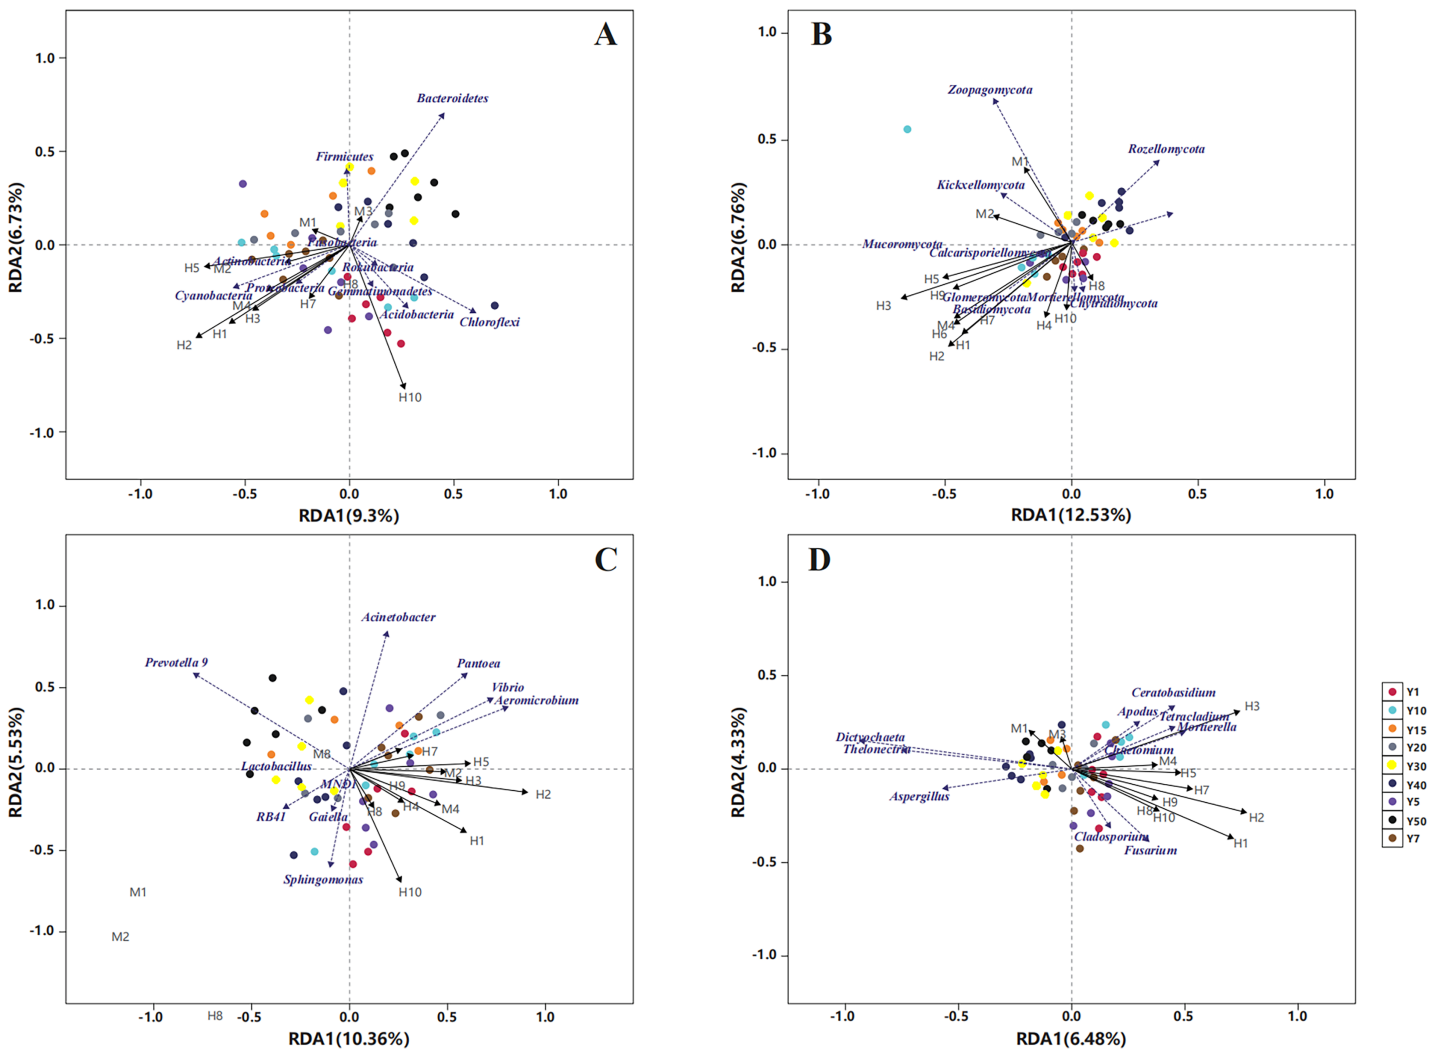 A
1.0
0.5
0.0
-0.5
-1.0
RDA2(6.73%)
Bacteroidetes
Firmicutes
M3
M1
Fusobacteria
Rokubacteria
Actinobacteria
H5
M2
H8
Cyanobacteria
Proteobacteria
Gemmatimonadetes
M4
H7
H3
Acidobacteria
Chloroflexi
H1
H2
H10
-1.0
-0.5
0.0
0.5
1.0
RDA1(9.3%)
B
1.0
0.5
0.0
-0.5
-1.0
RDA2(6.76%)
Zoopagomycota
Rozellomycota
M1
Kickxellomycota
M2
Mucoromycota
Calcarisporiellomycota
H5
H8
H9
H3
Glomeromycota
Mortierellomycota
Chytridiomycota
Basidiomycota
H7
H10
M4
H4
H6
H1
H2
-1.0
-0.5
0.0
0.5
1.0
RDA1(12.53%)
C
1.0
0.5
0.0
-0.5
-1.0
RDA2(5.53%)
Acinetobacter
Prevotella 9
Pantoea
Vibrio
Aeromicrobium
M3
H7
H5
Lactobacillus
M2
MND1
H9
H3
H2
H4
M4
H8
RB41
Gaiella
H1
Sphingomonas
H10
M1
M2
H8
-1.0
-0.5
0.0
0.5
1.0
RDA1(10.36%)
D
1.0
0.5
0.0
-0.5
-1.0
RDA2(4.33%)
Ceratobasidium
H3
Apodus
Tetracladium
Mortierella
M1
M3
Dictyochaeta
Thelonectria
Chaetomium
M4
H5
H7
Aspergillus
H9
H8
H10
H2
Cladosporium
H1
Fusarium
-1.0
-0.5
0.0
0.5
1.0
RDA1(6.48%)
Y1
Y10
Y15
Y20
Y30
Y40
Y5
Y50
Y7